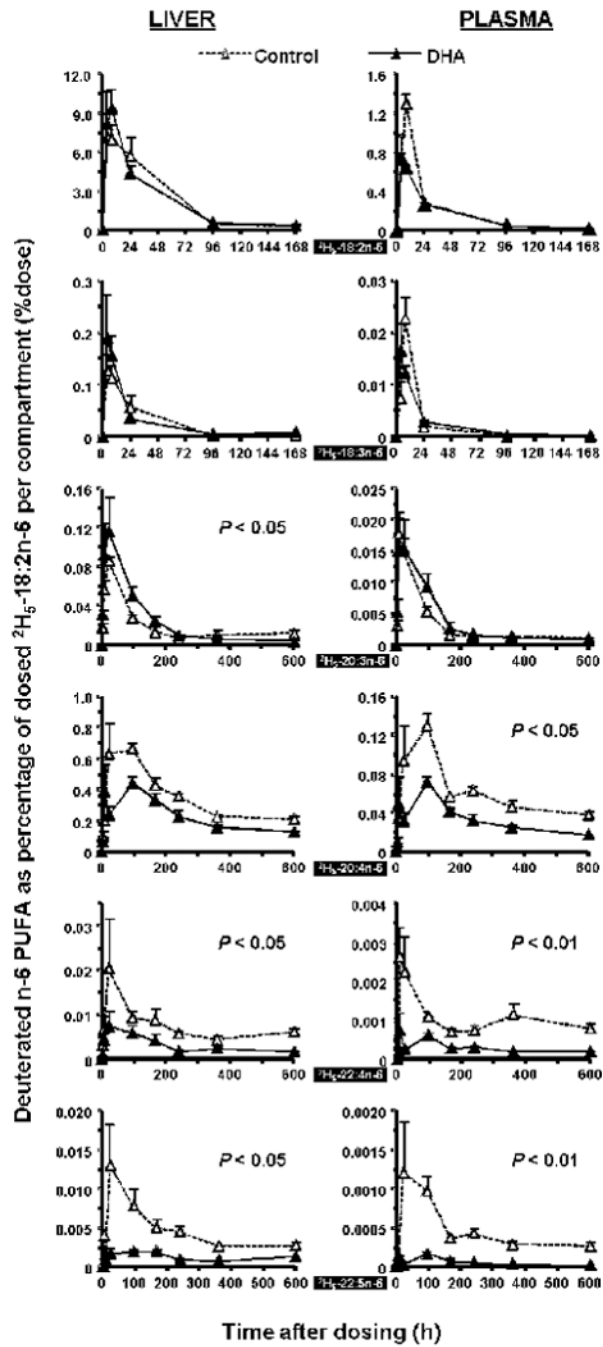 LIVER PLASMA
Control DHA
Deuterated n-6 PUFA as percentage of dosed ²H₅-18:2n-6 per compartment (%dose)
12.0
9.0
6.0
3.0
0
0 24 48 72 96 120 144 168
1.6
1.2
0.8
0.4
0
0 24 48 72 96 120 144 168
²H₅-18:2n-6
0.3
0.2
0.1
0
0 24 48 72 96 120 144 168
0.03
0.02
0.01
0
0 24 48 72 96 120 144 168
²H₅-18:3n-6
0.16
0.12
0.08
0.04
0
P < 0.05
0 200 400 600
0.025
0.020
0.015
0.010
0.005
0
0 200 400 600
²H₅-20:3n-6
1.0
0.8
0.6
0.4
0.2
0
0 200 400 600
0.16
0.12
0.08
0.04
0
P < 0.05
0 200 400 600
²H₅-20:4n-6
0.03
0.02
0.01
0
P < 0.05
0 200 400 600
0.004
0.003
0.002
0.001
0
P < 0.01
0 200 400 600
²H₅-22:4n-6
0.020
0.015
0.010
0.005
0
P < 0.05
0 100 200 300 400 500 600
0.0020
0.0015
0.0010
0.0005
0
P < 0.01
0 100 200 300 400 500 600
²H₅-22:5n-6
Time after dosing (h)